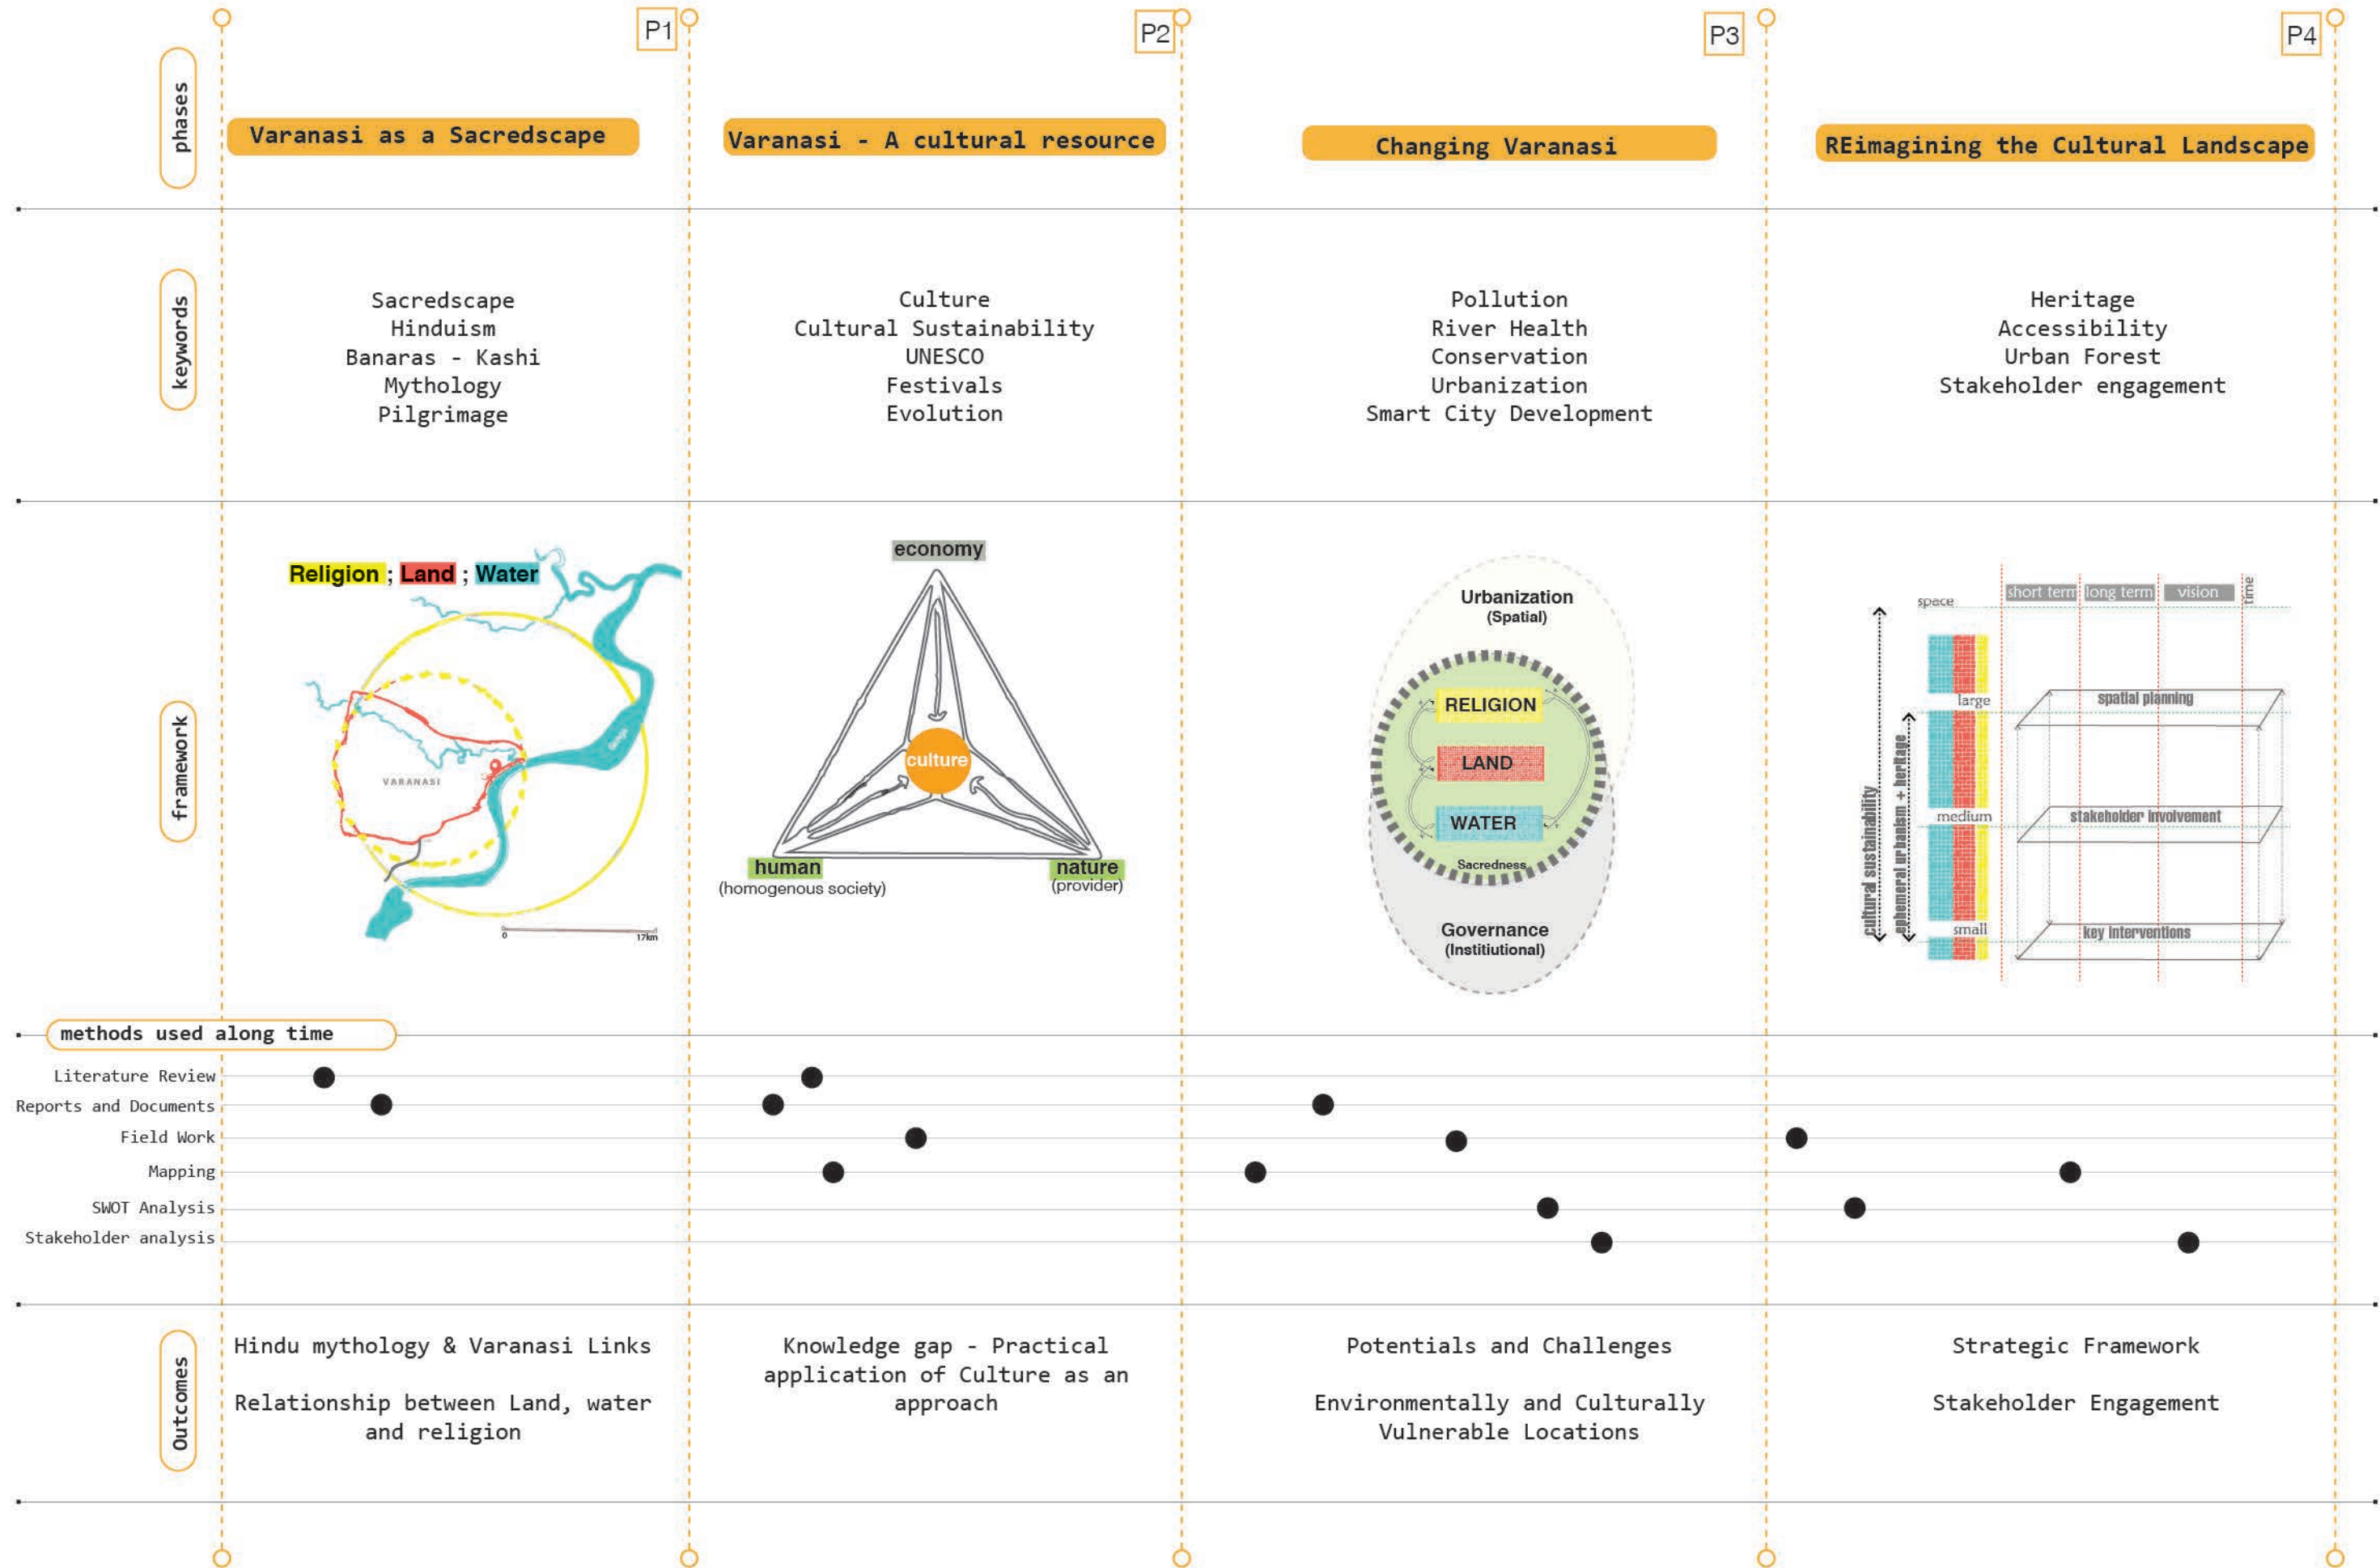 P1
P2
P3
P4
phases
Varanasi as a Sacredscape
Varanasi - A cultural resource
Changing Varanasi
REimagining the Cultural Landscape
keywords
Sacredscape
Hinduism
Banaras - Kashi
Mythology
Pilgrimage
Culture
Cultural Sustainability
UNESCO
Festivals
Evolution
Pollution
River Health
Conservation
Urbanization
Smart City Development
Heritage
Accessibility
Urban Forest
Stakeholder engagement
framework
Religion ; Land ; Water
VARANASI
Ganga
0
17km
economy
culture
human
(homogenous society)
nature
(provider)
Urbanization
(Spatial)
RELIGION
LAND
WATER
Sacredness
Governance
(Institiutional)
space
short term
long term
vision
time
large
medium
small
cultural sustainability
ephemeral urbanism + heritage
spatial planning
stakeholder involvement
key interventions
methods used along time
Literature Review
Reports and Documents
Field Work
Mapping
SWOT Analysis
Stakeholder analysis
Outcomes
Hindu mythology & Varanasi Links
Relationship between Land, water
and religion
Knowledge gap - Practical
application of Culture as an
approach
Potentials and Challenges
Environmentally and Culturally
Vulnerable Locations
Strategic Framework
Stakeholder Engagement